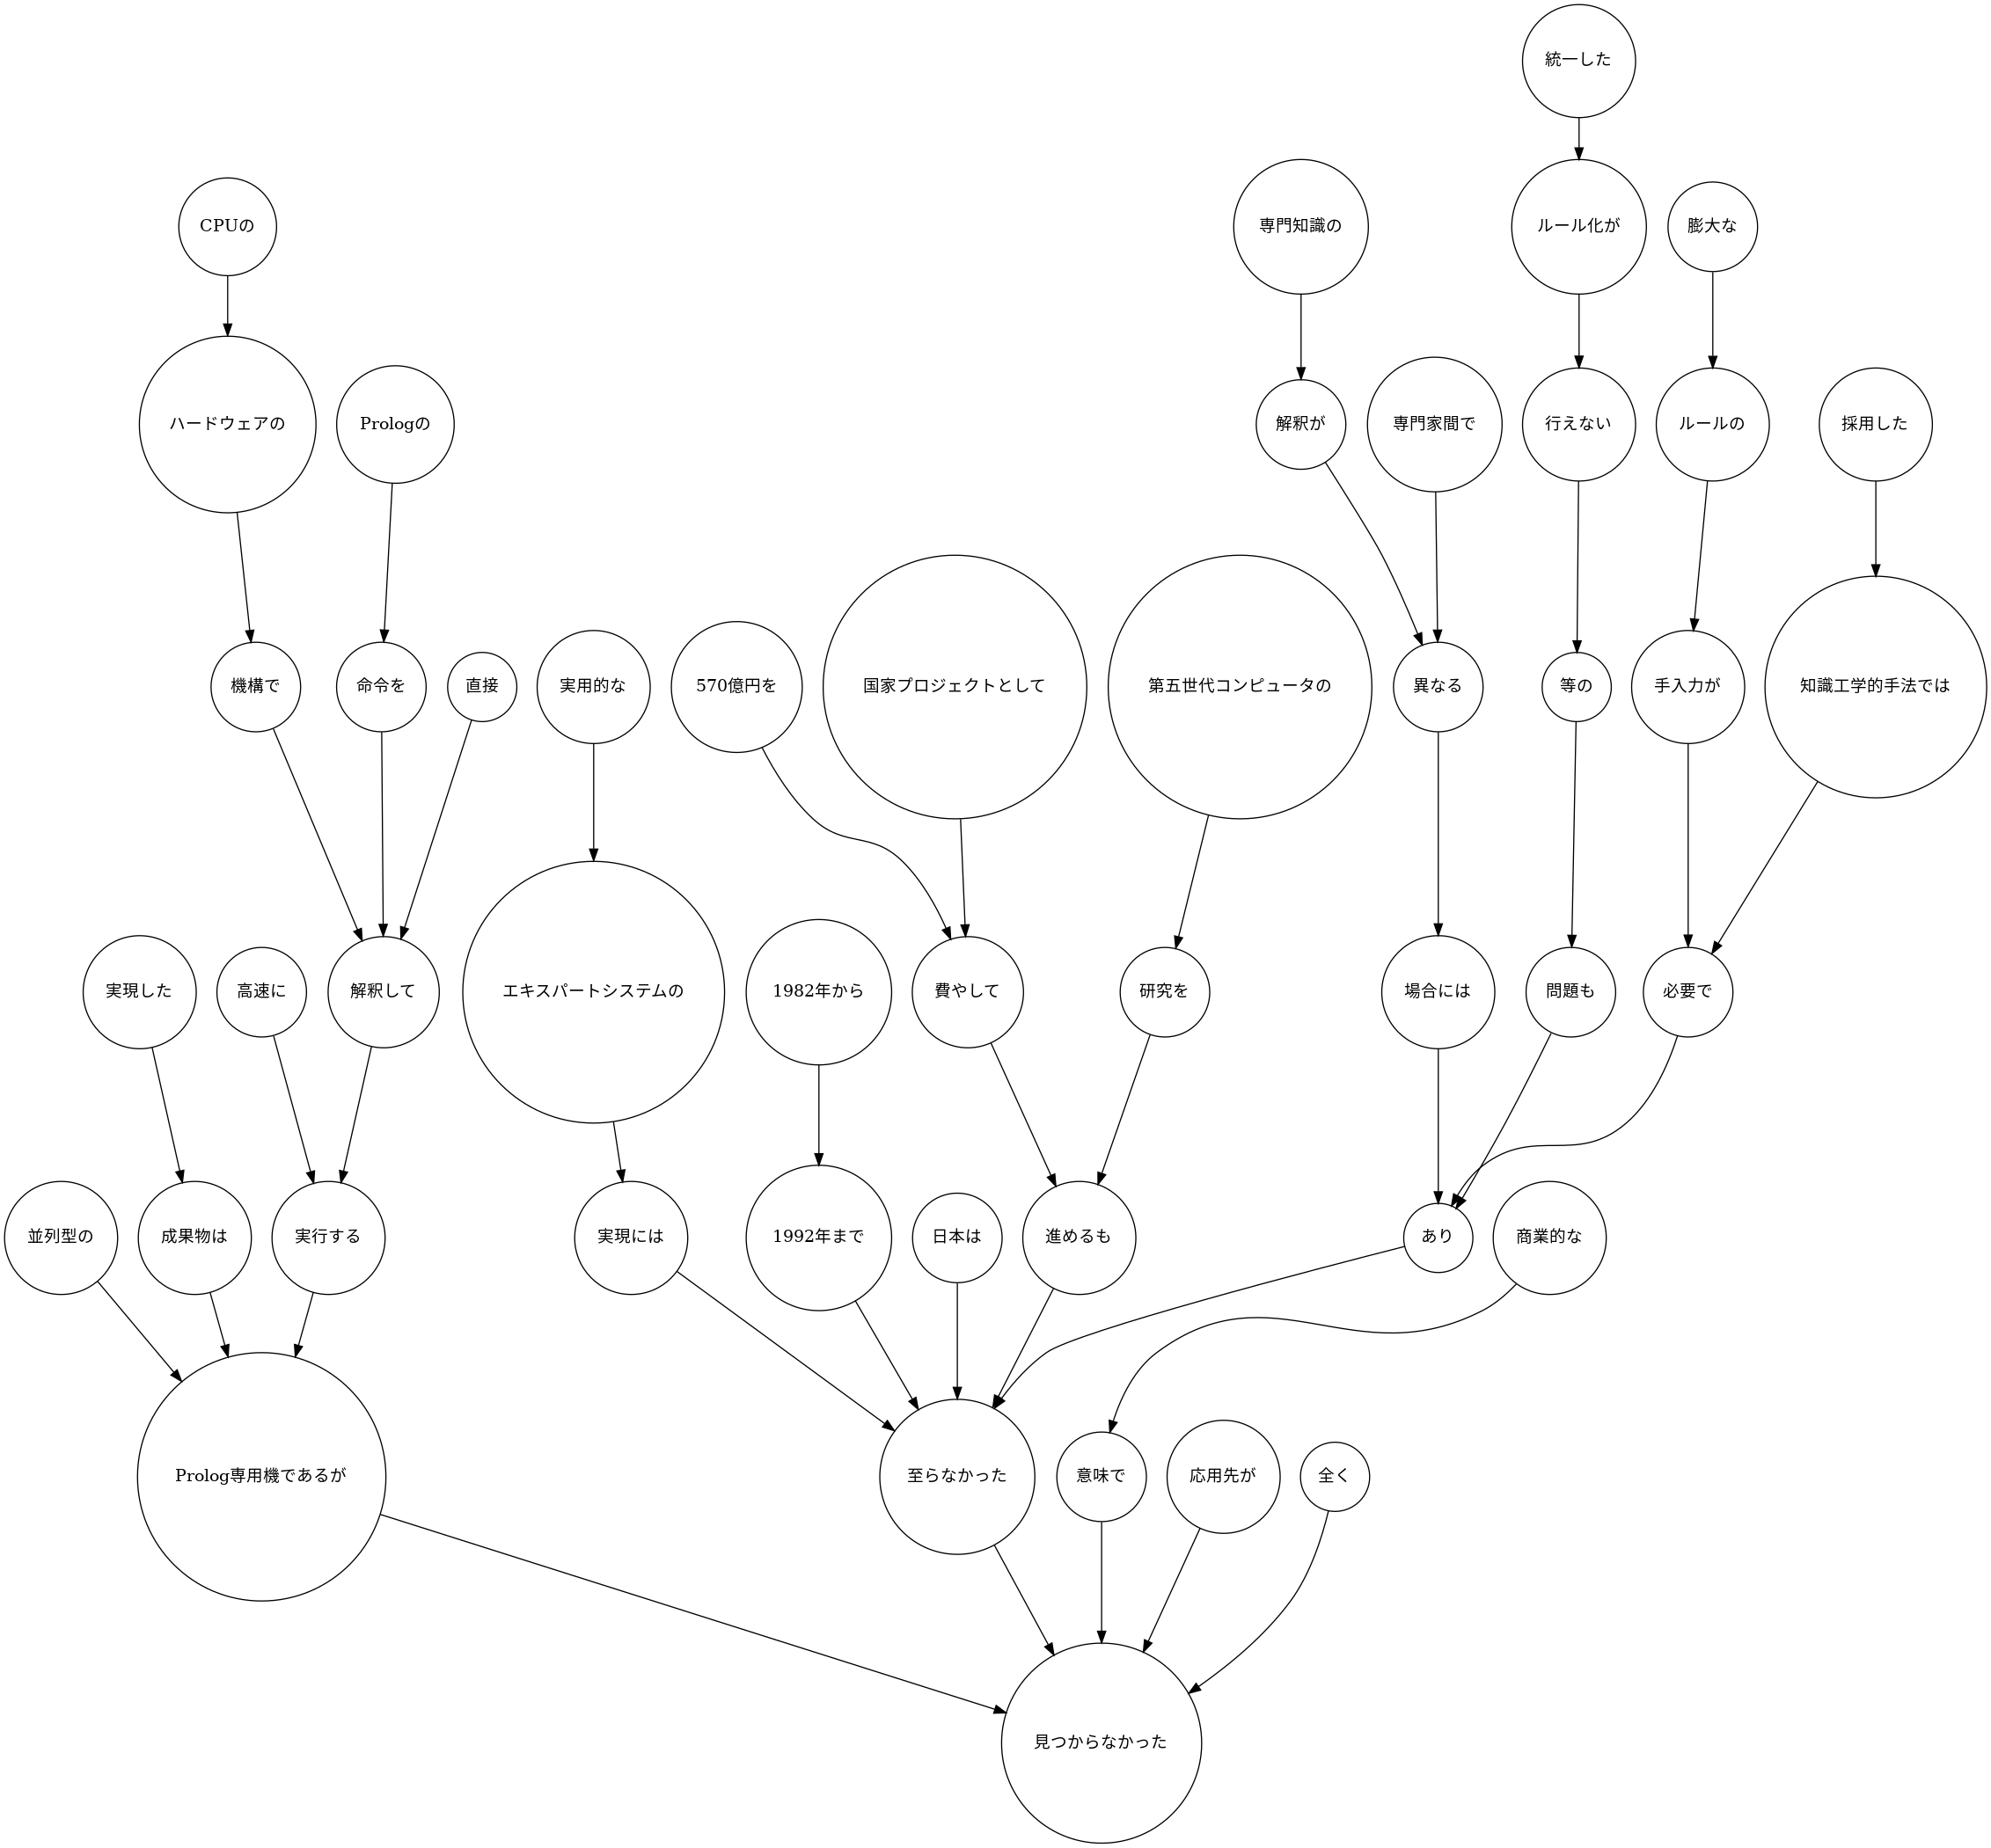 統一した
専門知識の
ルール化が
膨大な
CPUの
ハードウェアの
Prologの
解釈が
専門家間で
行えない
ルールの
採用した
機構で
命令を
直接
実用的な
570億円を
国家プロジェクトとして
第五世代コンピュータの
異なる
等の
手入力が
知識工学的手法では
実現した
高速に
解釈して
エキスパートシステムの
1982年から
費やして
研究を
場合には
問題も
必要で
並列型の
成果物は
実行する
実現には
1992年まで
日本は
進めるも
あり
商業的な
Prolog専用機であるが
至らなかった
意味で
応用先が
全く
見つからなかった